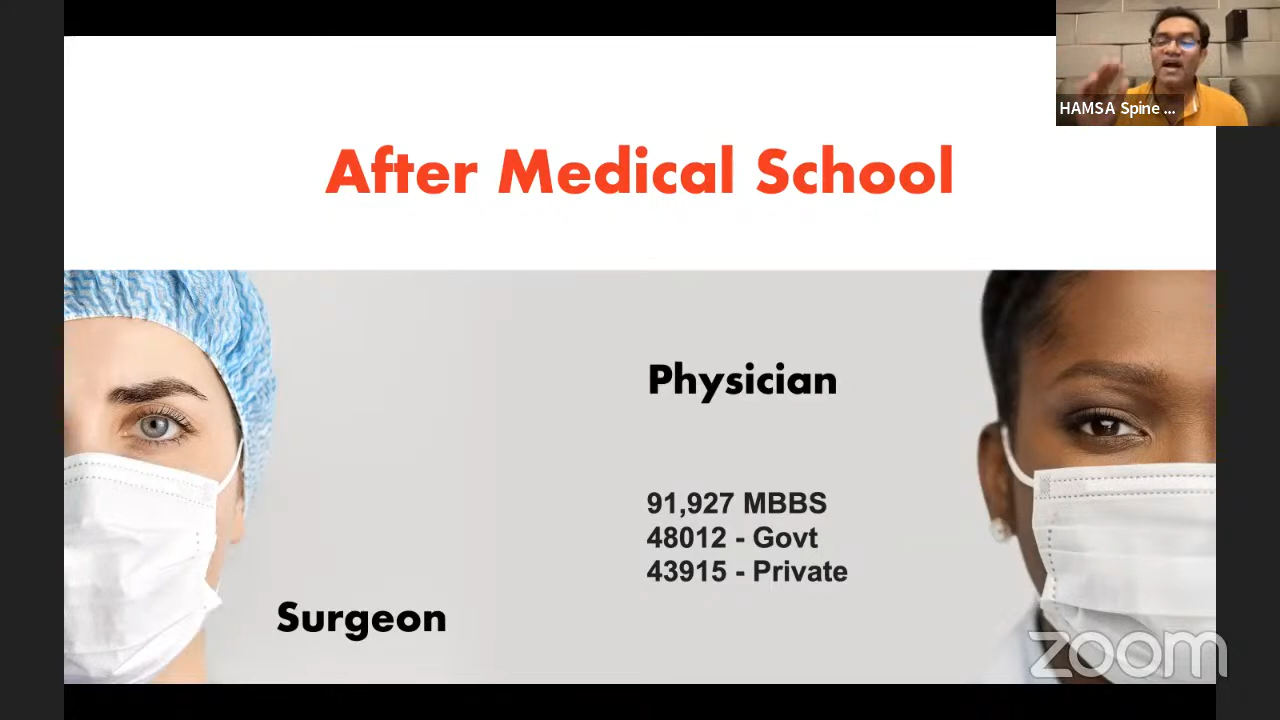 HAMSA Spine ...
After Medical School
Physician
91,927 MBBS
48012 - Govt
43915 - Private
Surgeon
zoom